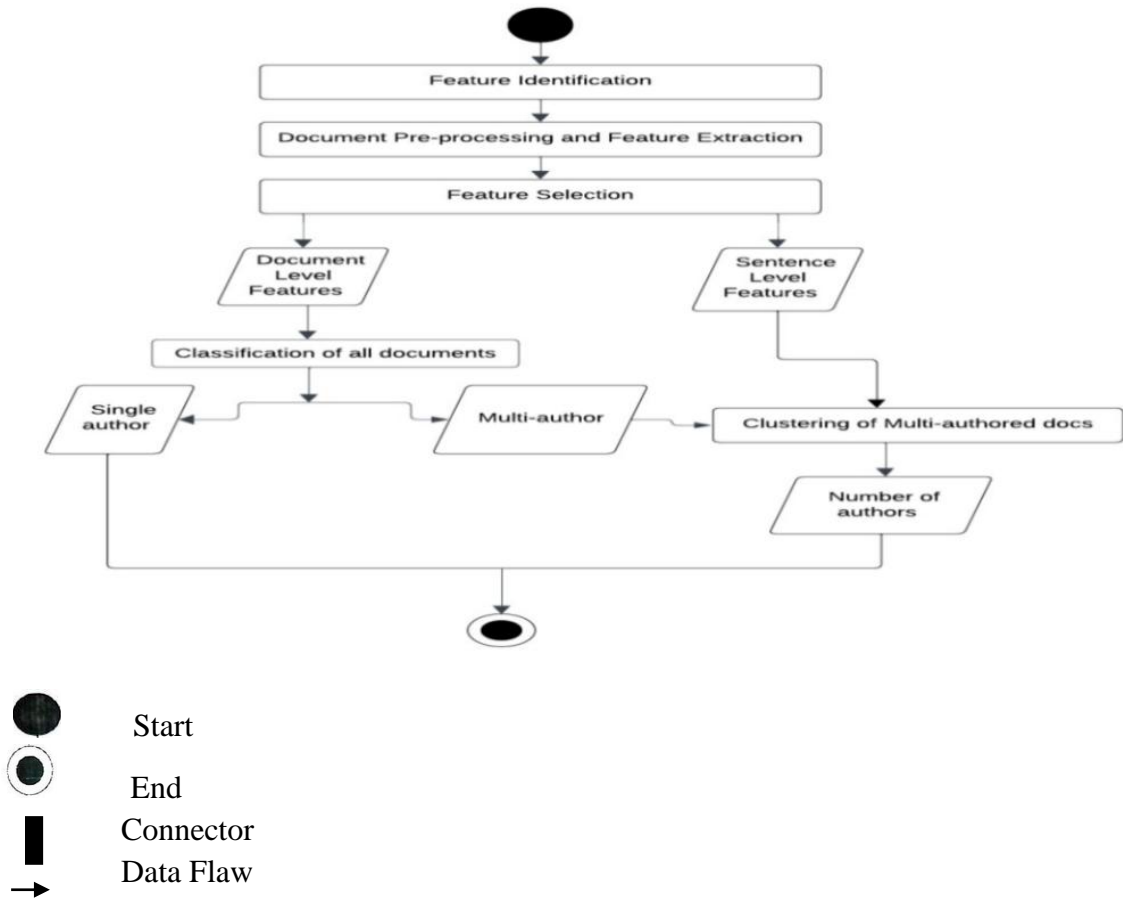 Feature Identification
Document Pre-processing and Feature Extraction
Feature Selection
Document
Level
Features
Sentence
Level
Features
Classification of all documents
Single
author
Multi-author
Clustering of Multi-authored docs
Number of
authors
Start
End
Connector
Data Flaw